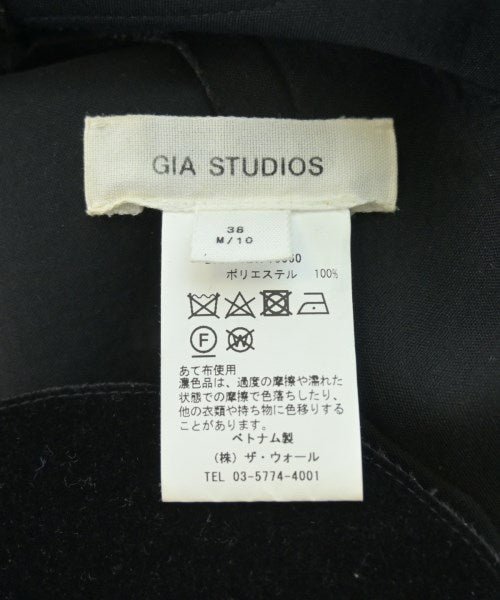 GIA STUDIOS
38
M/10
ポリエステル 100%
F
W
あて布使用
濃色品は、過度の摩擦や濡れた
状態での摩擦で色落ちしたり、
他の衣類や持ち物に色移りする
ことがあります。
ベトナム製
(株) ザ・ウォール
TEL 03-5774-4001